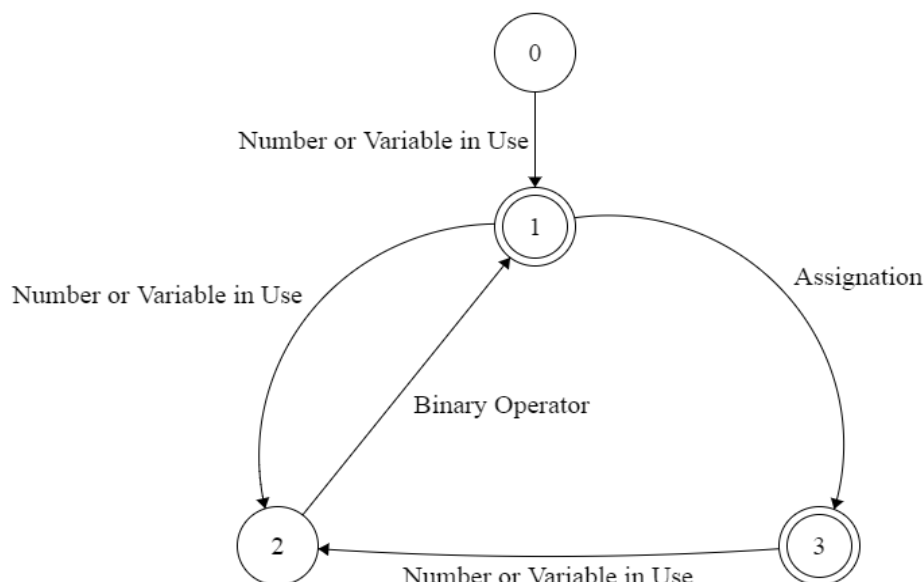 0
Number or Variable in Use
1
Assignation
Number or Variable in Use
Binary Operator
2
3
Number or Variable in Use